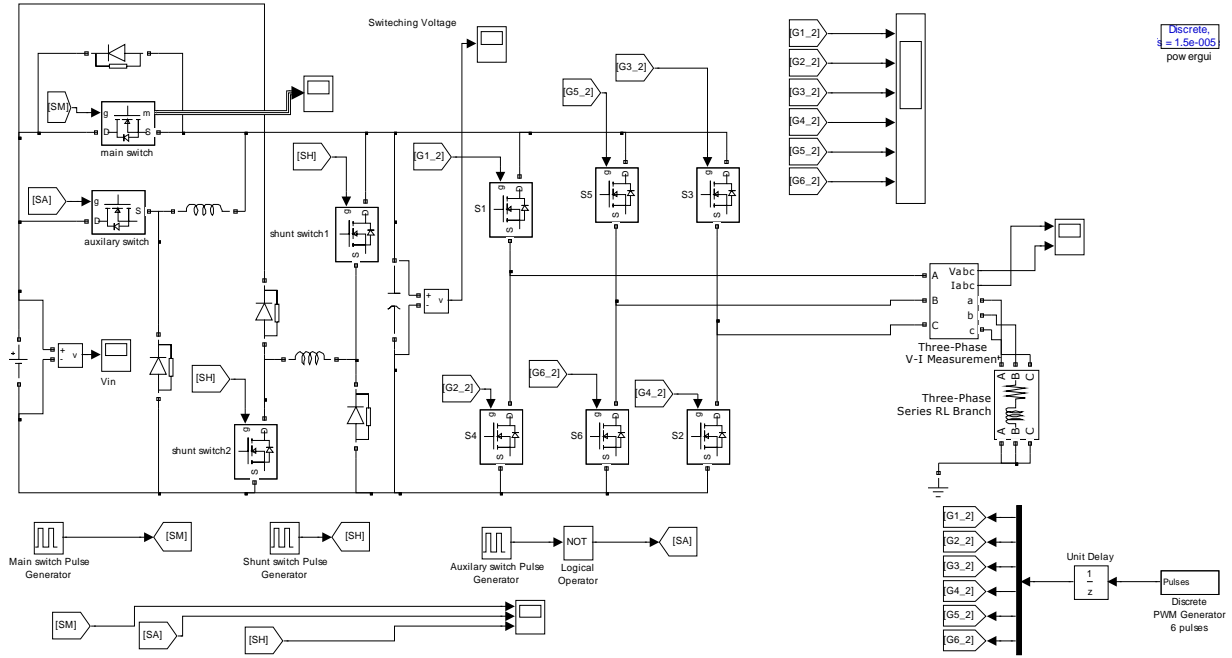 Switeching Voltage
[G1_2]
[G2_2]
[G3_2]
[G4_2]
[G5_2]
[G6_2]
Discrete,
s = 1.5e-005
powergui
[SM]
g
m
D
S
main switch
[SA]
g
D
S
auxilary switch
[SH]
g
D
S
shunt switch1
[G1_2]
g
D
S
S1
[G5_2]
g
D
S
S5
[G3_2]
g
D
S
S3
+
-
v
+
+
-
v
Vin
[SH]
g
D
S
shunt switch2
[G2_2]
g
D
S
S4
[G6_2]
g
D
S
S6
[G4_2]
g
D
S
S2
A
B
C
Vabc
Iabc
a
b
c
Three-Phase
V-I Measurement
A B C
Three-Phase
Series RL Branch
A B C
Main switch Pulse
Generator
[SM]
Shunt switch Pulse
Generator
[SH]
Auxilary switch Pulse
Generator
NOT
Logical
Operator
[SA]
[SM]
[SA]
[SH]
[G1_2]
[G2_2]
[G3_2]
[G4_2]
[G5_2]
[G6_2]
Unit Delay
1
z
Pulses
Discrete
PWM Generator
6 pulses